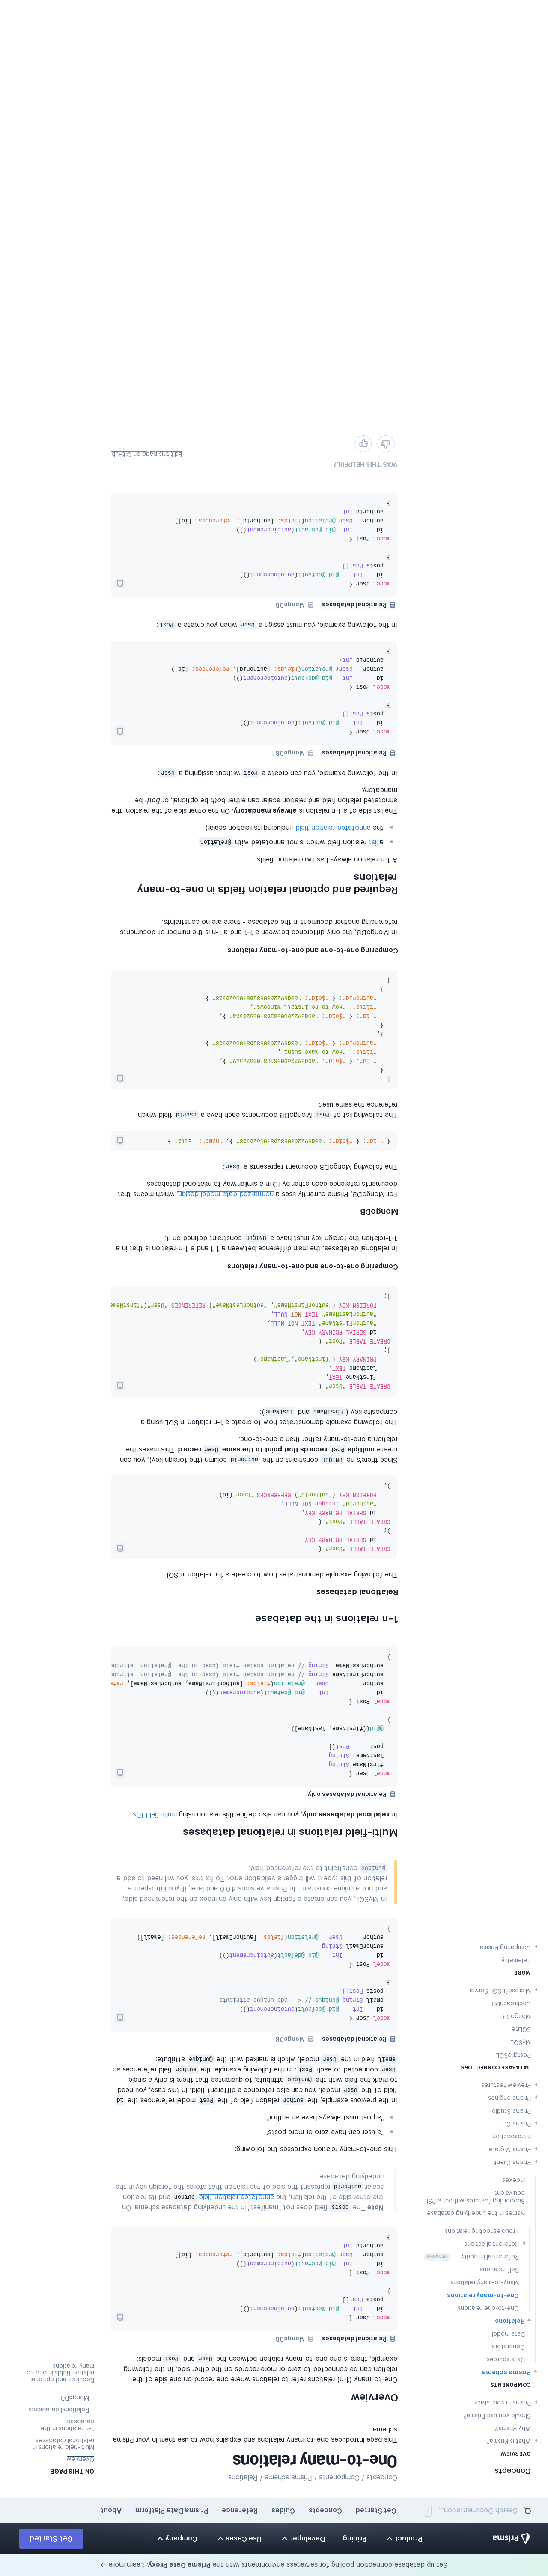 Set up database connection pooling for serverless environments with the Prisma Data Proxy. Learn more →
Prisma
Product
Pricing
Developer
Use Cases
Company
Get Started
Search Documentation... /
Get Started
Concepts
Guides
Reference
Prisma Data Platform
About
Concepts
OVERVIEW
What is Prisma?
Why Prisma?
Should you use Prisma?
Prisma in your stack
COMPONENTS
Prisma schema
Data sources
Generators
Data model
Relations
One-to-one relations
One-to-many relations
Many-to-many relations
Self-relations
Referential integrity Preview
Referential actions
Troubleshooting relations
Names in the underlying database
Supporting features without a PSL
equivalent
Indexes
Prisma Client
Prisma Migrate
Introspection
Prisma CLI
Prisma Studio
Prisma engines
Preview features
DATABASE CONNECTORS
PostgreSQL
MySQL
SQLite
MongoDB
CockroachDB
Microsoft SQL Server
MORE
Telemetry
Comparing Prisma
Concepts / Components / Prisma schema / Relations
One-to-many relations
This page introduces one-to-many relations and explains how to use them in your Prisma
schema.
Overview
One-to-many (1-n) relations refer to relations where one record on one side of the
relation can be connected to zero or more records on the other side. In the following
example, there is one one-to-many relation between the User and Post models:
Relational databases MongoDB
model User {
id Int @id @default(autoincrement())
posts Post[]
}
model Post {
id Int @id @default(autoincrement())
author User @relation(fields: [authorId], references: [id])
authorId Int
}
Note The posts field does not "manifest" in the underlying database schema. On
the other side of the relation, the annotated relation field author and its relation
scalar authorId represent the side of the relation that stores the foreign key in the
underlying database.
This one-to-many relation expresses the following:
"a user can have zero or more posts"
"a post must always have an author"
In the previous example, the author relation field of the Post model references the id
field of the User model. You can also reference a different field. In this case, you need
to mark the field with the @unique attribute, to guarantee that there is only a single
User connected to each Post. In the following example, the author field references an
email field in the User model, which is marked with the @unique attribute:
Relational databases MongoDB
model User {
id Int @id @default(autoincrement())
email String @unique // <-- add unique attribute
posts Post[]
}
model Post {
id Int @id @default(autoincrement())
authorEmail String
author User @relation(fields: [authorEmail], references: [email])
}
In MySQL, you can create a foreign key with only an index on the referenced side,
and not a unique constraint. In Prisma versions 4.0.0 and later, if you introspect a
relation of this type it will trigger a validation error. To fix this, you will need to add a
@unique constraint to the referenced field.
Multi-field relations in relational databases
In relational databases only, you can also define this relation using multi-field IDs:
Relational databases only
model User {
firstName String
lastName String
post Post[]
@@id([firstName, lastName])
}
model Post {
id Int @id @default(autoincrement())
author User @relation(fields: [authorFirstName, authorLastName], refe
authorFirstName String // relation scalar field (used in the `@relation` attrib
authorLastName String // relation scalar field (used in the `@relation` attrib
}
1-n relations in the database
Relational databases
The following example demonstrates how to create a 1-n relation in SQL:
CREATE TABLE "User" (
id SERIAL PRIMARY KEY
);
CREATE TABLE "Post" (
id SERIAL PRIMARY KEY,
"authorId" integer NOT NULL,
FOREIGN KEY ("authorId") REFERENCES "User"(id)
);
Since there's no UNIQUE constraint on the authorId column (the foreign key), you can
create multiple Post records that point to the same User record. This makes the
relation a one-to-many rather than a one-to-one.
The following example demonstrates how to create a 1-n relation in SQL using a
composite key (firstName and lastName):
CREATE TABLE "User" (
firstName TEXT,
lastName TEXT,
PRIMARY KEY ("firstName","lastName")
);
CREATE TABLE "Post" (
id SERIAL PRIMARY KEY,
"authorFirstName" TEXT NOT NULL,
"authorLastName" TEXT NOT NULL,
FOREIGN KEY ("authorFirstName", "authorLastName") REFERENCES "User"("firstNam
);
Comparing one-to-one and one-to-many relations
In relational databases, the main difference between a 1-1 and a 1-n-relation is that in a
1-1-relation the foreign key must have a UNIQUE constraint defined on it.
MongoDB
For MongoDB, Prisma currently uses a normalized data model design, which means that
documents reference each other by ID in a similar way to relational databases.
The following MongoDB document represents a User:
{ "_id": { "$oid": "60d5922d00581b8f0062e3a8" }, "name": "Ella" }
The following list of Post MongoDB documents each have a userId field which
reference the same user:
[
{
"_id": { "$oid": "60d5922e00581b8f0062e3a9" },
"title": "How to make sushi",
"authorId": { "$oid": "60d5922d00581b8f0062e3a8" }
},
{
"_id": { "$oid": "60d5922e00581b8f0062e3aa" },
"title": "How to re-install Windows",
"authorId": { "$oid": "60d5922d00581b8f0062e3a8" }
}
]
Comparing one-to-one and one-to-many relations
In MongoDB, the only difference between a 1-1 and a 1-n is the number of documents
referencing another document in the database - there are no constraints.
Required and optional relation fields in one-to-many
relations
A 1-n-relation always has two relation fields:
a list relation field which is not annotated with @relation
the annotated relation field (including its relation scalar)
The list side of a 1-n relation is always mandatory. On the other side of the relation, the
annotated relation field and relation scalar can either both be optional, or both be
mandatory.
In the following example, you can create a Post without assigning a User:
Relational databases MongoDB
model User {
id Int @id @default(autoincrement())
posts Post[]
}
model Post {
id Int @id @default(autoincrement())
author User? @relation(fields: [authorId], references: [id])
authorId Int?
}
In the following example, you must assign a User when you create a Post:
Relational databases MongoDB
model User {
id Int @id @default(autoincrement())
posts Post[]
}
model Post {
id Int @id @default(autoincrement())
author User @relation(fields: [authorId], references: [id])
authorId Int
}
WAS THIS HELPFUL?
Edit this page on GitHub
ON THIS PAGE
Overview
Multi-field relations in
relational databases
1-n relations in the
database
Relational databases
MongoDB
Required and optional
relation fields in one-to-
many relations